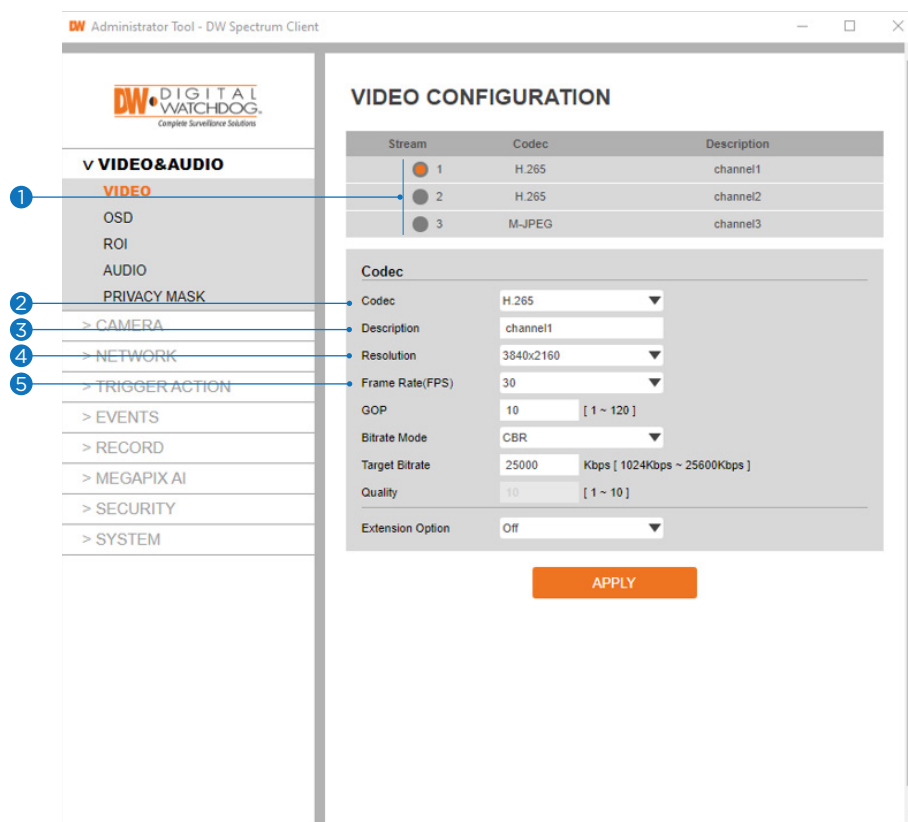 DW Administrator Tool - DW Spectrum Client
DW DIGITAL
WATCHDOG.
Complete Surveillance Solutions
VIDEO CONFIGURATION
Stream Codec Description
1 H.265 channel1
2 H.265 channel2
3 M-JPEG channel3
v VIDEO&AUDIO
1 VIDEO
OSD
ROI
AUDIO
2 PRIVACY MASK
3 > CAMERA
4 > NETWORK
5 > TRIGGER ACTION
> EVENTS
> RECORD
> MEGAPIX AI
> SECURITY
> SYSTEM
Codec
Codec H.265
Description channel1
Resolution 3840x2160
Frame Rate(FPS) 30
GOP 10 [ 1 ~ 120 ]
Bitrate Mode CBR
Target Bitrate 25000 Kbps [ 1024Kbps ~ 25600Kbps ]
Quality 10 [ 1 ~ 10 ]
Extension Option Off
APPLY